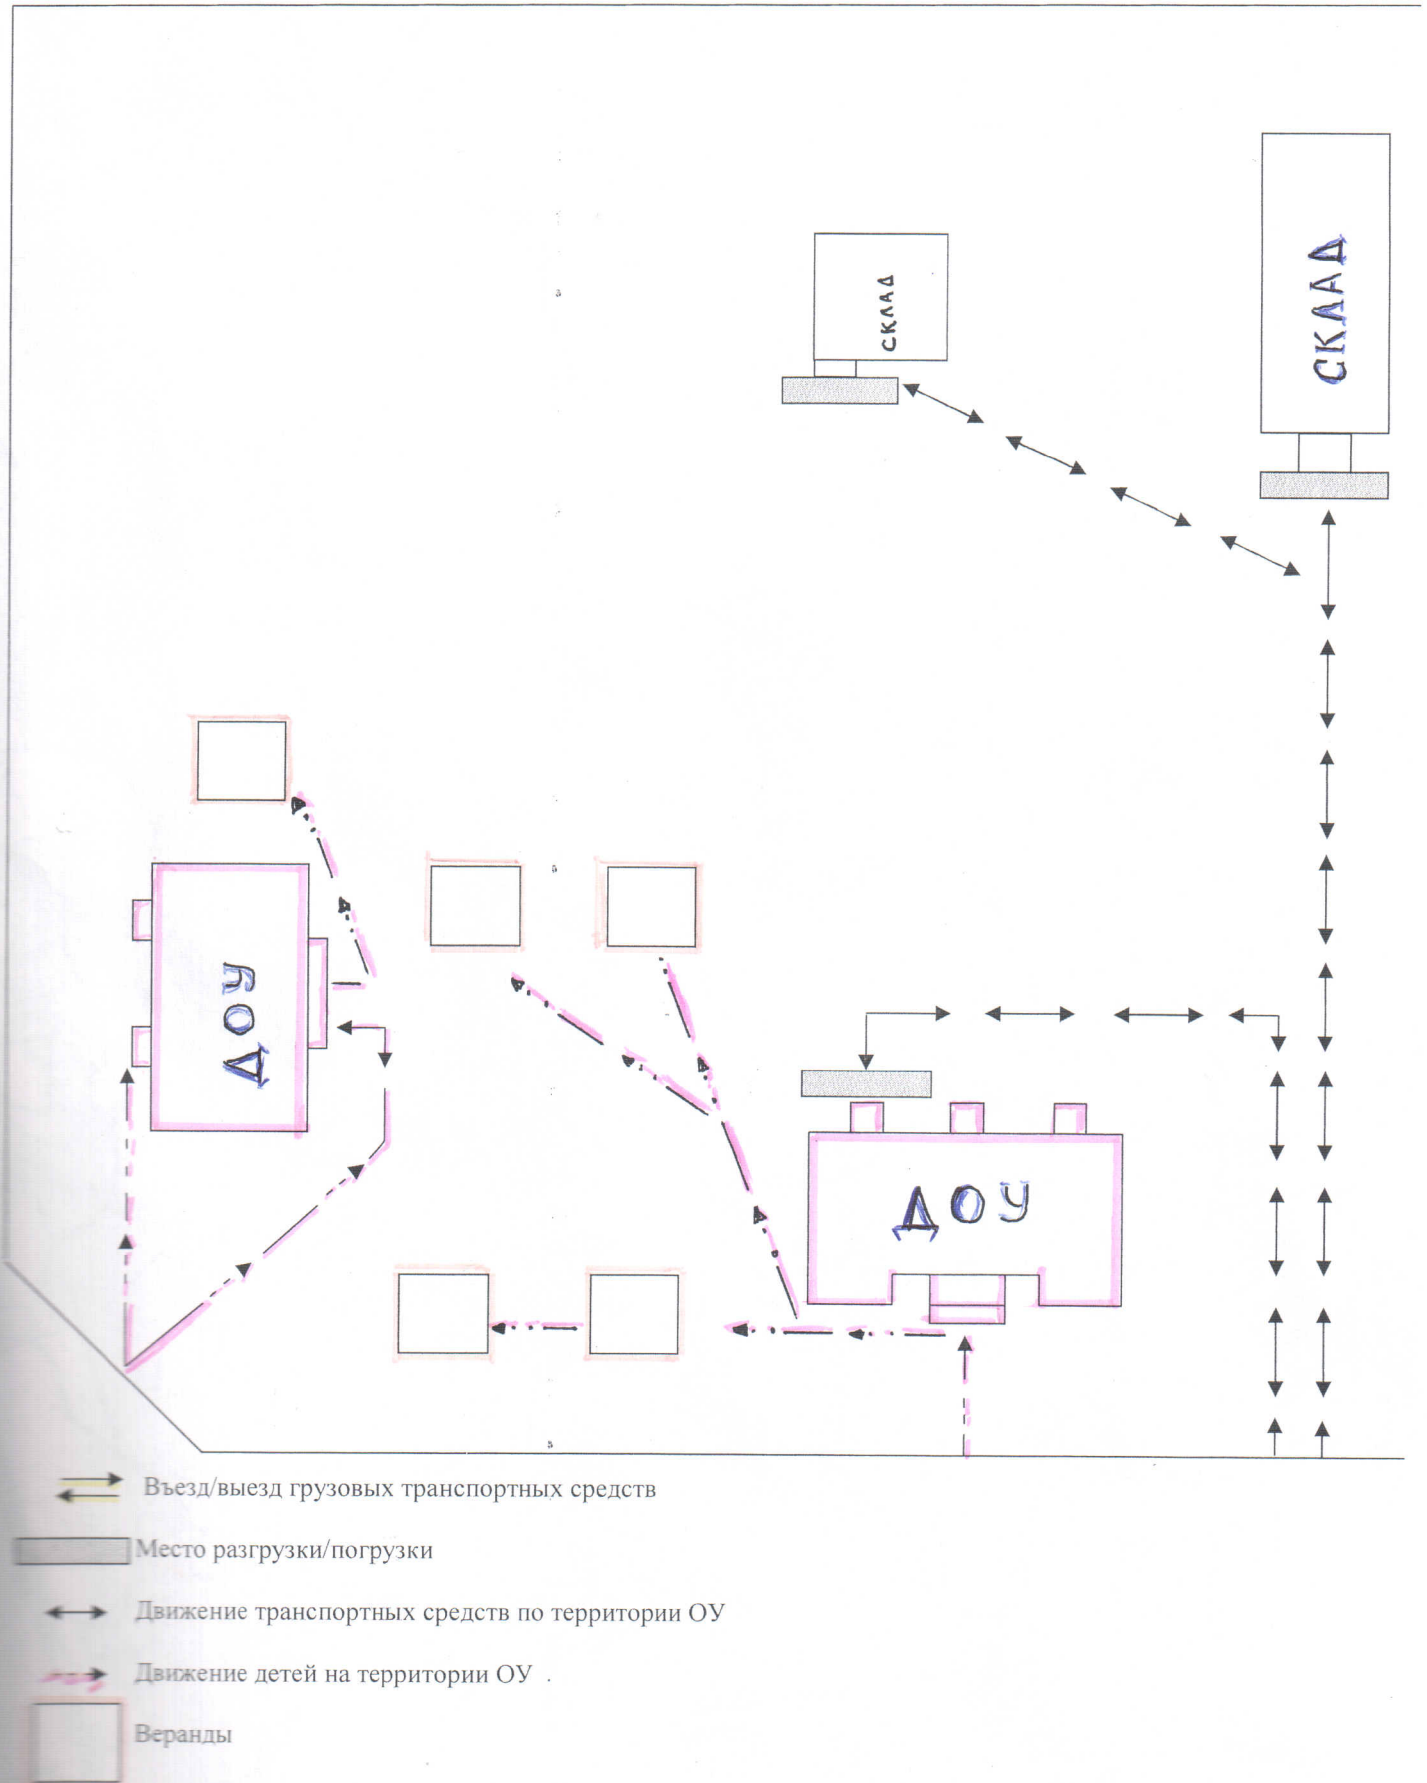 СКЛАД
СКЛАД
ДОУ
ДОУ
Въезд/выезд грузовых транспортных средств
Место разгрузки/погрузки
Движение транспортных средств по территории ОУ
Движение детей на территории ОУ .
Веранды